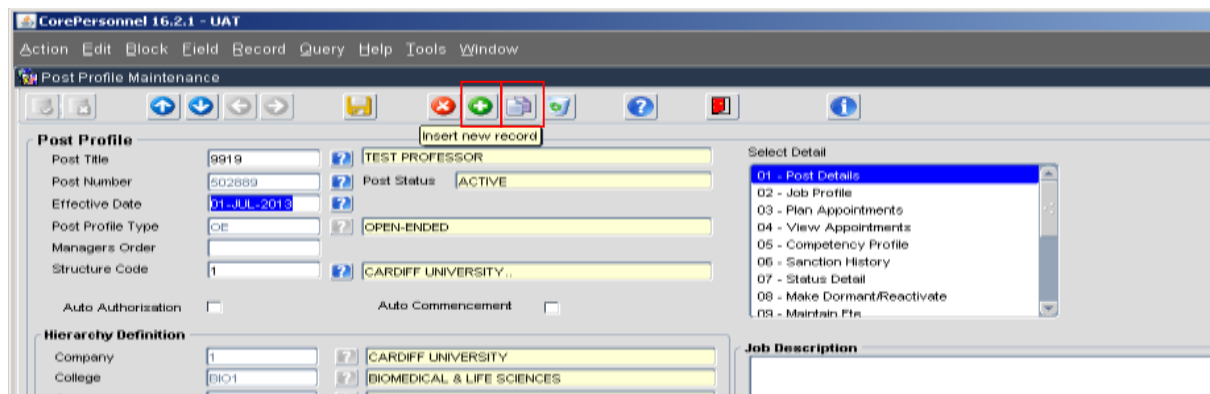 CorePersonnel 16.2.1 - UAT
Action Edit Block Field Record Query Help Tools Window
Post Profile Maintenance
Insert new record
Post Profile
Post Title 9919 TEST PROFESSOR
Post Number 502889 Post Status ACTIVE
Effective Date 01-JUL-2013
Post Profile Type OE OPEN-ENDED
Managers Order
Structure Code 1 CARDIFF UNIVERSITY..
Auto Authorization Auto Commencement
Select Detail
01 - Post Details
02 - Job Profile
03 - Plan Appointments
04 - View Appointments
05 - Competency Profile
06 - Sanction History
07 - Status Detail
08 - Make Dormant/Reactivate
09 - Maintain Fte
Hierarchy Definition
Company 1 CARDIFF UNIVERSITY
College BIO1 BIOMEDICAL & LIFE SCIENCES
Job Description